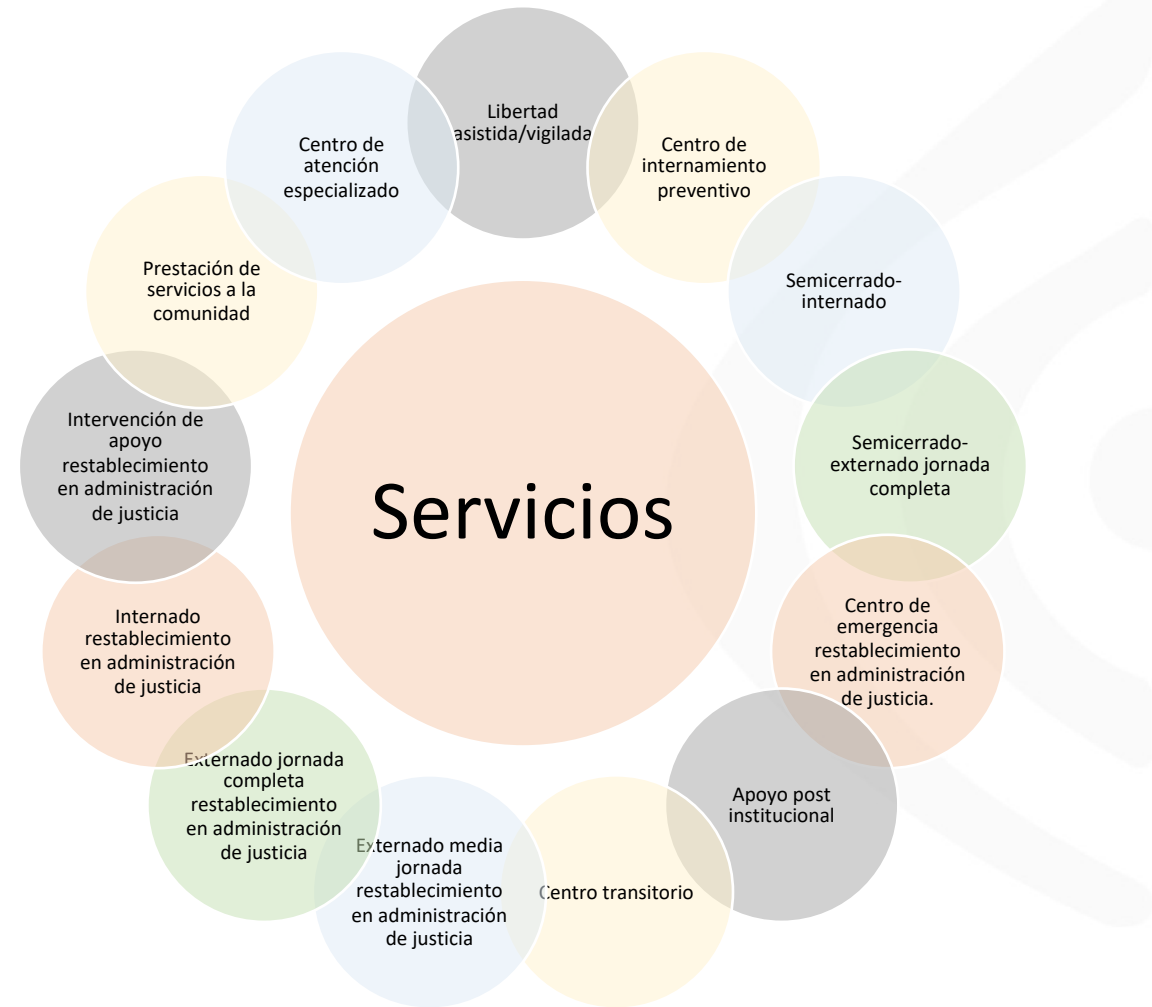 Libertad
asistida/vigilada
Centro de
internamiento
preventivo
Semicerrado-
internado
Semicerrado-
externado jornada
completa
Centro de
emergencia
restablecimiento
en administración
de justicia.
Apoyo post
institucional
Centro transitorio
Externado media
jornada
restablecimiento
en administración
de justicia
Externado jornada
completa
restablecimiento
en administración
de justicia
Internado
restablecimiento
en administración
de justicia
Intervención de
apoyo
restablecimiento
en administración
de justicia
Prestación de
servicios a la
comunidad
Centro de
atención
especializado
Servicios